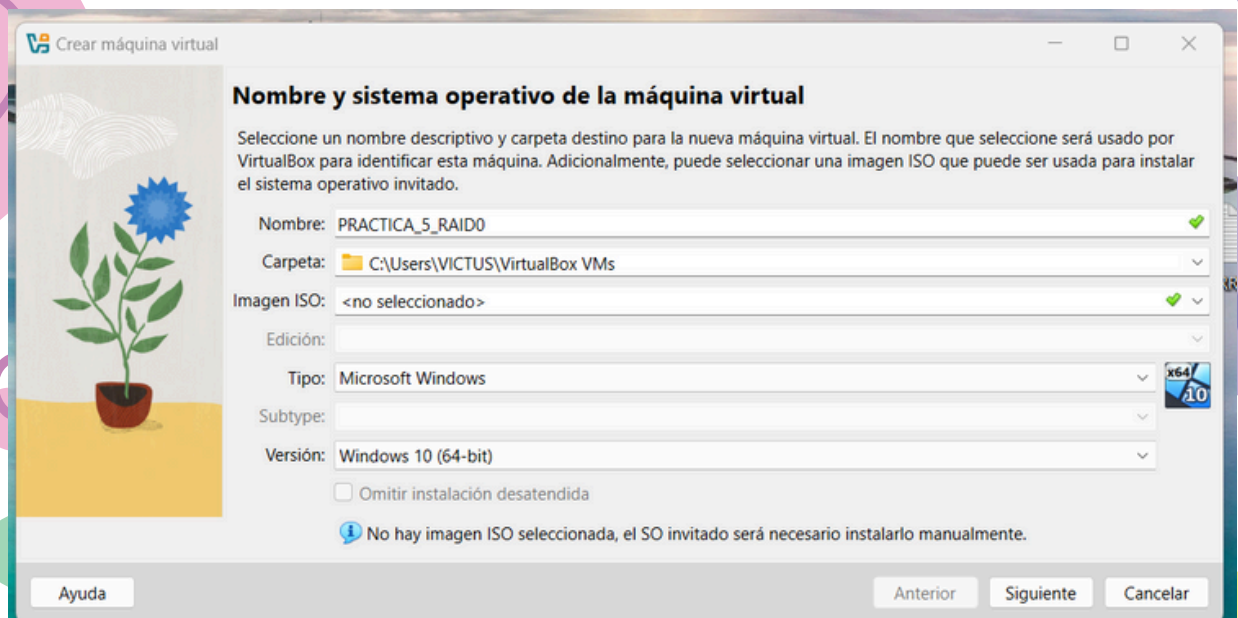 Crear máquina virtual
Nombre y sistema operativo de la máquina virtual
Seleccione un nombre descriptivo y carpeta destino para la nueva máquina virtual. El nombre que seleccione será usado por
VirtualBox para identificar esta máquina. Adicionalmente, puede seleccionar una imagen ISO que puede ser usada para instalar
el sistema operativo invitado.
Nombre: PRACTICA_5_RAID0
Carpeta: C:\Users\VICTUS\VirtualBox VMs
Imagen ISO: <no seleccionado>
Edición:
Tipo: Microsoft Windows
x64
10
Subtype:
Versión: Windows 10 (64-bit)
Omitir instalación desatendida
No hay imagen ISO seleccionada, el SO invitado será necesario instalarlo manualmente.
Ayuda Anterior Siguiente Cancelar